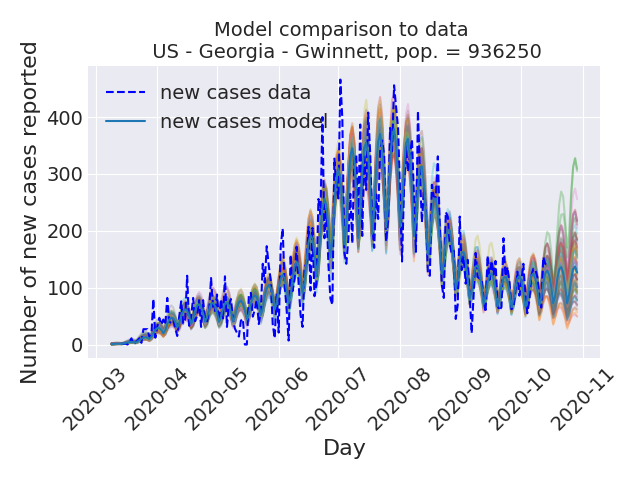 Model comparison to data
US - Georgia - Gwinnett, pop. = 936250
Number of new cases reported
400
300
200
100
0
new cases data
new cases model
2020-03
2020-04
2020-05
2020-06
2020-07
2020-08
2020-09
2020-10
2020-11
Day